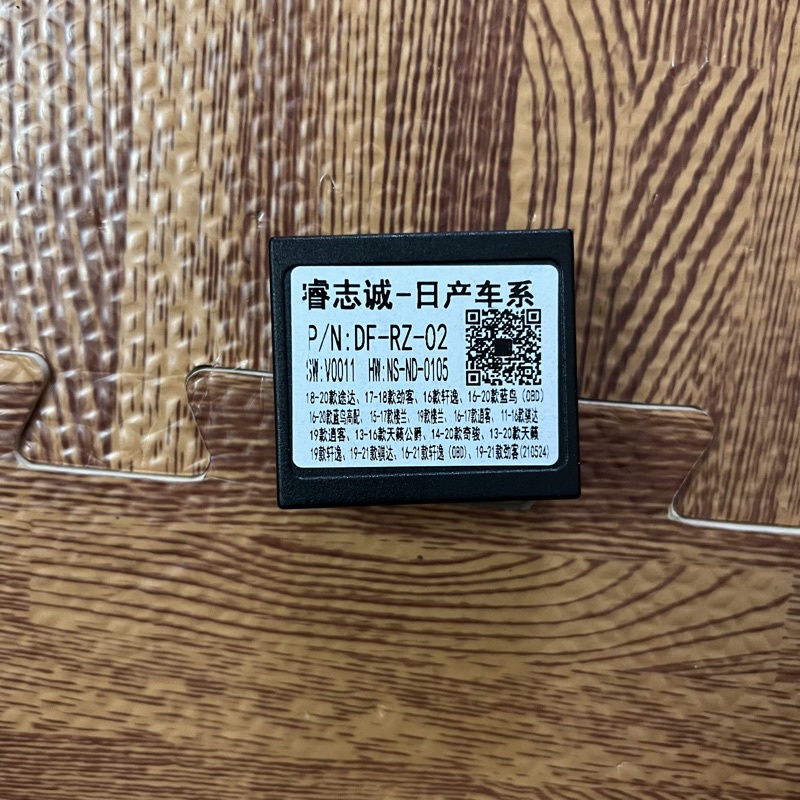 睿志诚-日产车系
P/N:DF-RZ-02
SW:V0011 HW:NS-ND-0105
18-20款途达、17-18款劲客、16款轩逸、16-20款蓝鸟(OBD)
16-20款蓝鸟高配、15-17款楼兰、19款楼兰、16-17款逍客、11-16款骐达
19款逍客、13-16款天籁公爵、14-20款奇骏、13-20款天籁
19款轩逸、19-21款骐达、16-21款轩逸(OBD)、19-21款劲客(210524)